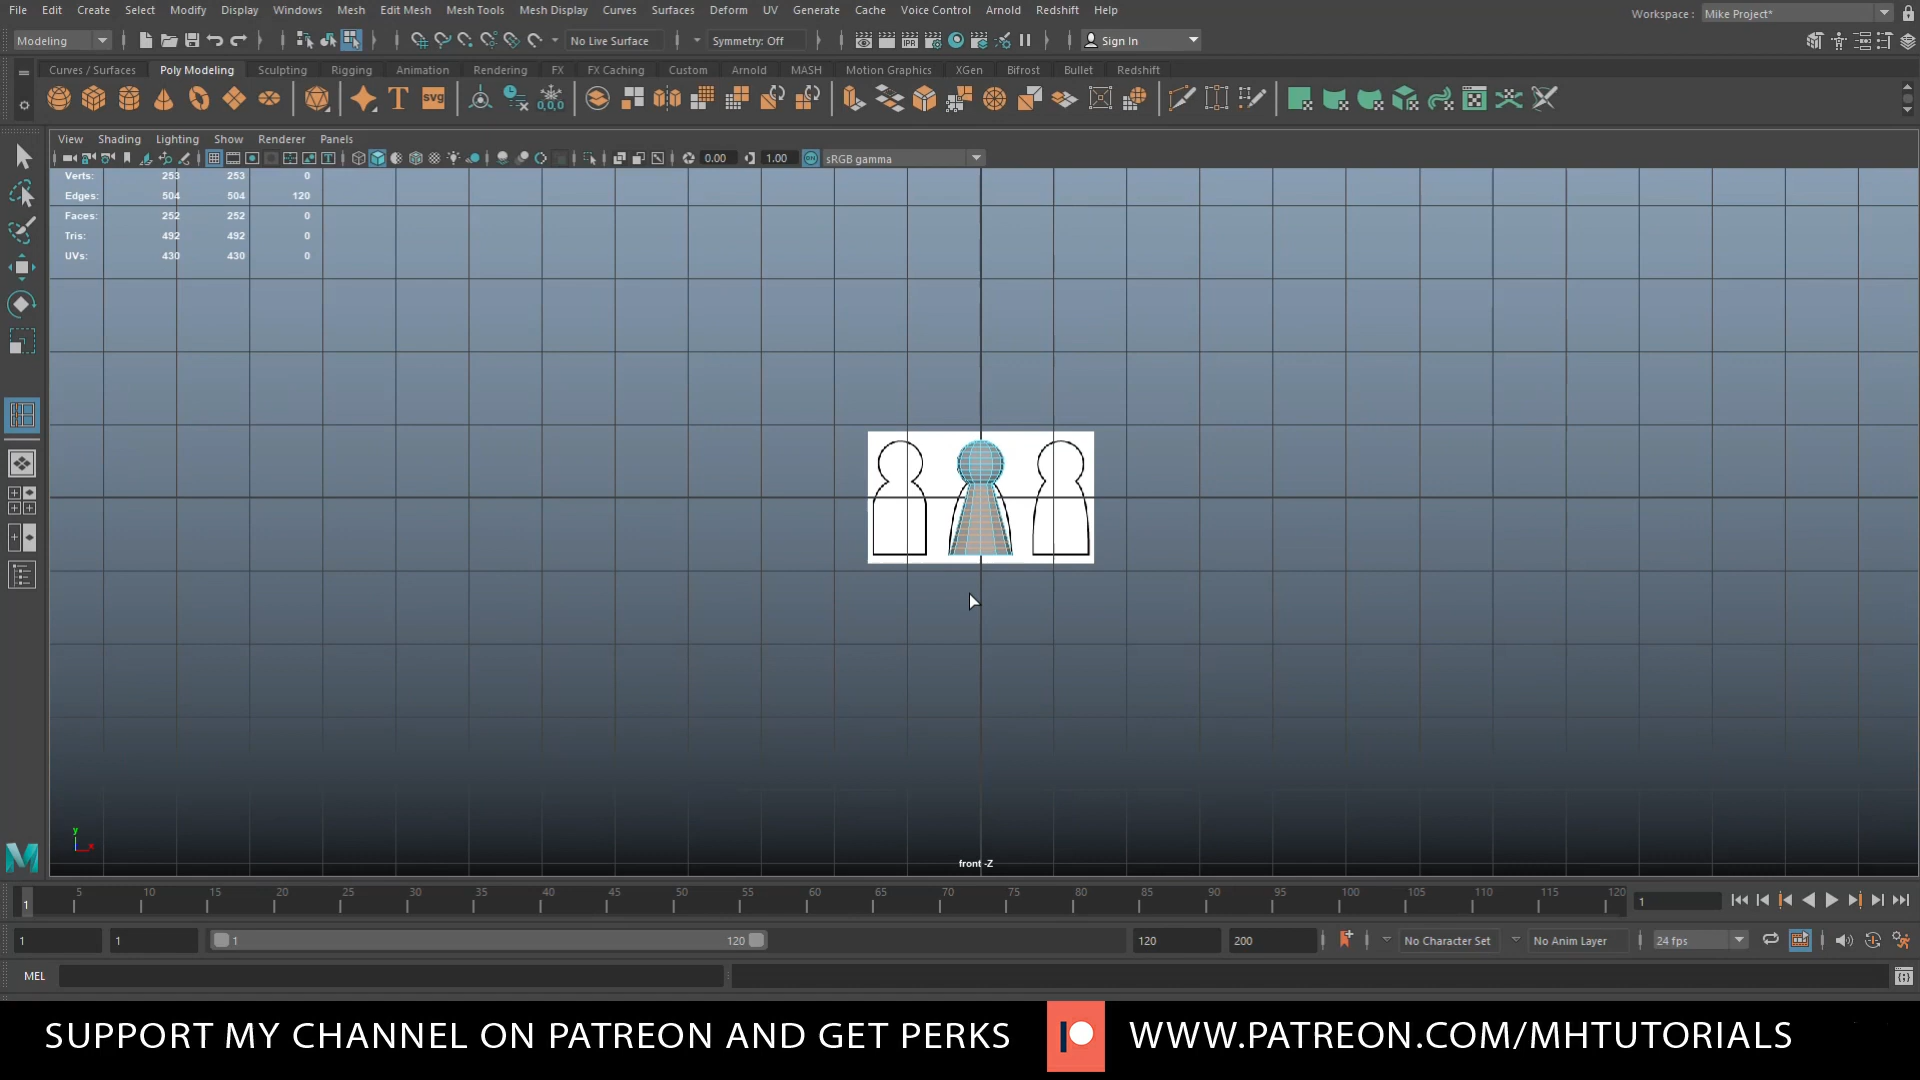 File Edit Create Select Modify Display Windows Mesh Edit Mesh Mesh Tools Mesh Display Curves Surfaces Deform UV Generate Cache Voice Control Arnold Redshift Help
Workspace : Mike Project*
Modeling No Live Surface Symmetry: Off IPR Sign In
Curves / Surfaces Poly Modeling Sculpting Rigging Animation Rendering FX FX Caching Custom Arnold MASH Motion Graphics XGen Bifrost Bullet Redshift
T svg 0,0,0
View Shading Lighting Show Renderer Panels
0.00 1.00 ON sRGB gamma
Verts: 253 253 0
Edges: 504 504 120
Faces: 252 252 0
Tris: 492 492 0
UVs: 430 430 0
y
x
front -Z
M
1 5 10 15 20 25 30 35 40 45 50 55 60 65 70 75 80 85 90 95 100 105 110 115 120 1
1 1 1 120 120 200 No Character Set No Anim Layer 24 fps
MEL
SUPPORT MY CHANNEL ON PATREON AND GET PERKS WWW.PATREON.COM/MHTUTORIALS